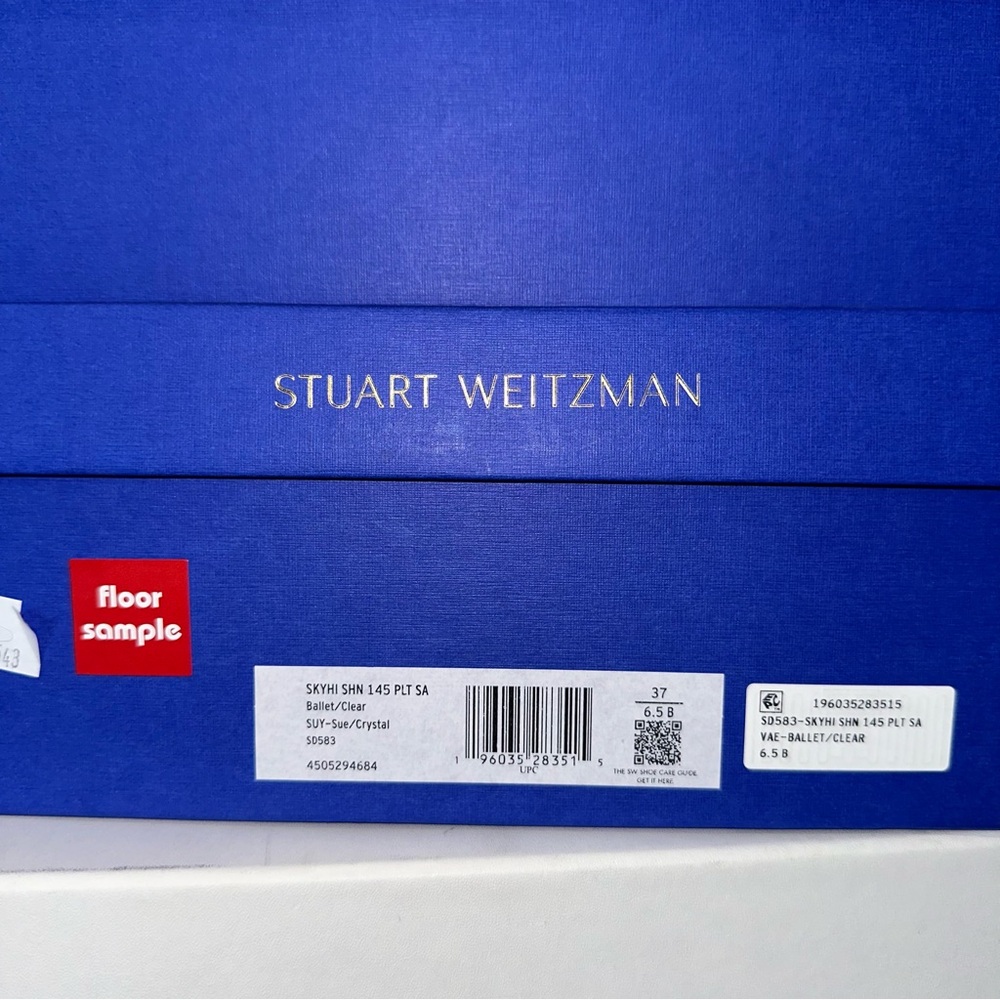 STUART WEITZMAN
floor
sample
43
SKYHI SHN 145 PLT SA
Ballet/Clear
SUY-Sue/Crystal
SD583
4505294684
1 96035 28351 5
UPC
37
6.5 B
THE SW SHOE CARE GUIDE
GET IT HERE
196035283515
SD583-SKYHI SHN 145 PLT SA
VAE-BALLET/CLEAR
6.5 B